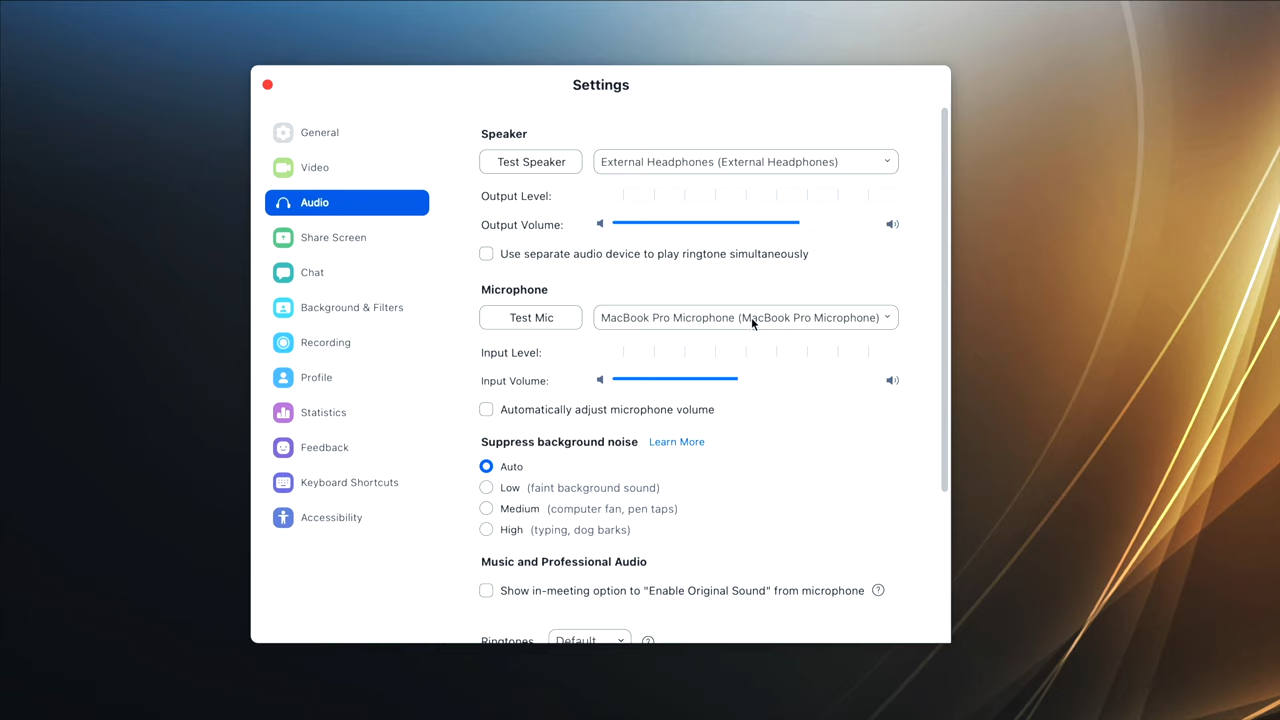 Settings
General
Video
Audio
Share Screen
Chat
Background & Filters
Recording
Profile
Statistics
Feedback
Keyboard Shortcuts
Accessibility
Speaker
Test Speaker External Headphones (External Headphones)
Output Level:
Output Volume:
Use separate audio device to play ringtone simultaneously
Microphone
Test Mic MacBook Pro Microphone (MacBook Pro Microphone)
Input Level:
Input Volume:
Automatically adjust microphone volume
Suppress background noise Learn More
Auto
Low (faint background sound)
Medium (computer fan, pen taps)
High (typing, dog barks)
Music and Professional Audio
Show in-meeting option to "Enable Original Sound" from microphone ?
Ringtones Default ?